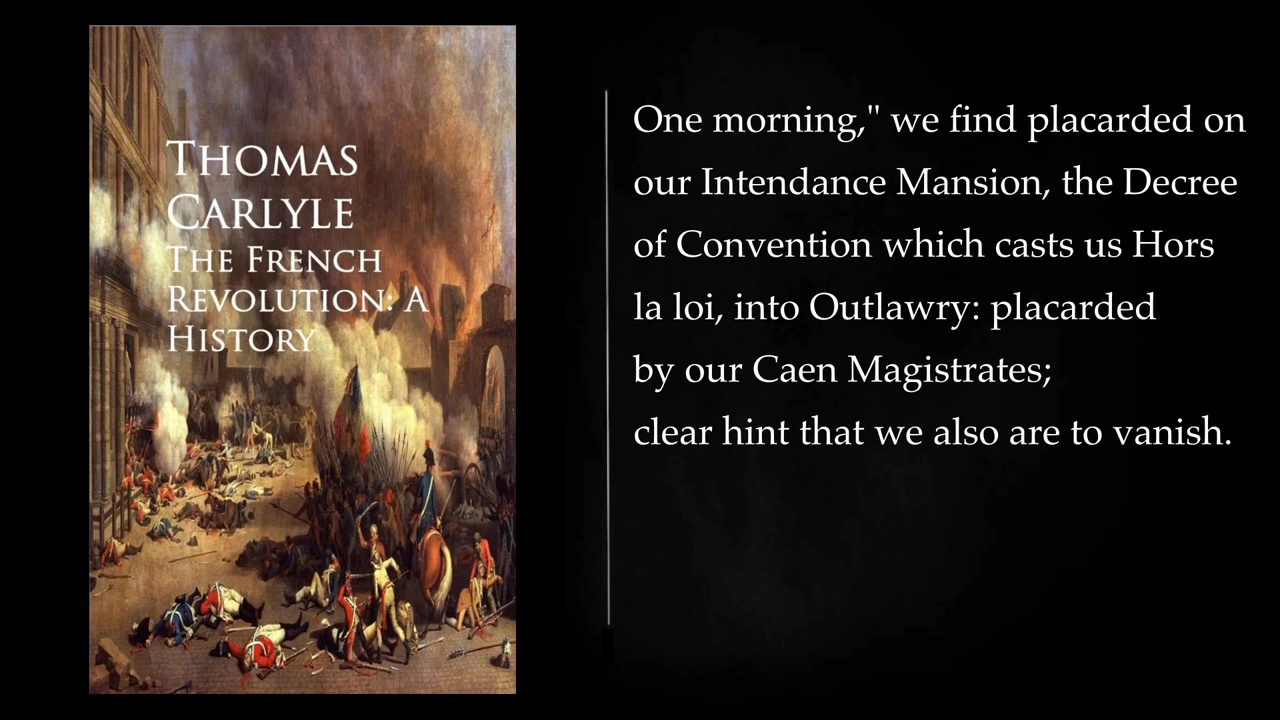 THOMAS
CARLYLE
THE FRENCH
REVOLUTION: A
HISTORY
One morning," we find placarded on
our Intendance Mansion, the Decree
of Convention which casts us Hors
la loi, into Outlawry: placarded
by our Caen Magistrates;
clear hint that we also are to vanish.